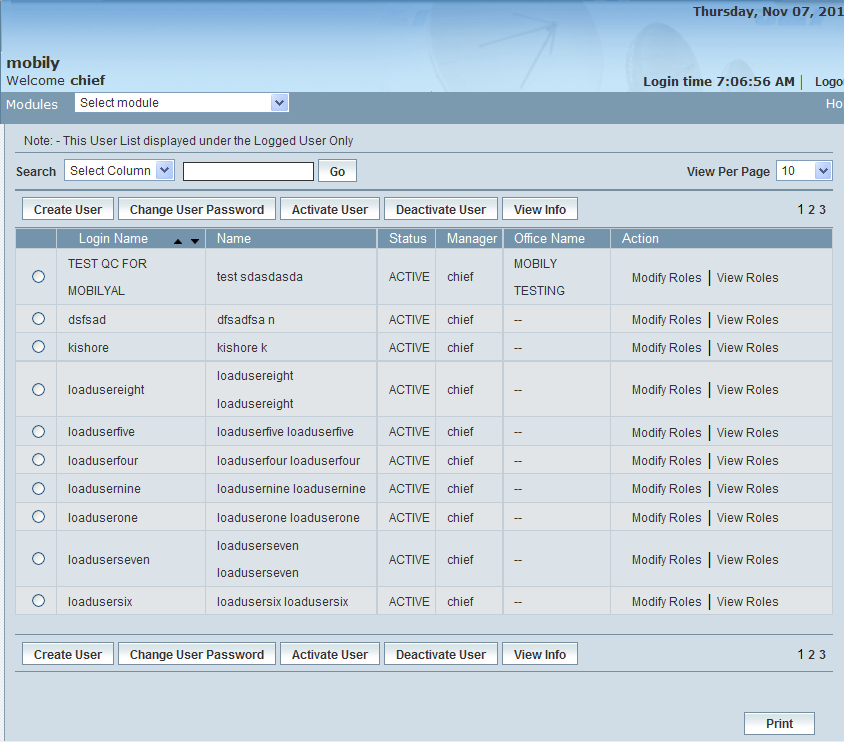 Thursday, Nov 07, 201
mobily
Welcome chief
Login time 7:06:56 AM | Logo
Modules Select module Ho
Note: - This User List displayed under the Logged User Only
Search Select Column Go View Per Page 10
Create User Change User Password Activate User Deactivate User View Info 1 2 3
Login Name Name Status Manager Office Name Action
TEST QC FOR MOBILYAL test sdasdasda ACTIVE chief MOBILY TESTING Modify Roles | View Roles
dsfsad dfsadfsa n ACTIVE chief -- Modify Roles | View Roles
kishore kishore k ACTIVE chief -- Modify Roles | View Roles
loadusereight loadusereight loadusereight ACTIVE chief -- Modify Roles | View Roles
loaduserfive loaduserfive loaduserfive ACTIVE chief -- Modify Roles | View Roles
loaduserfour loaduserfour loaduserfour ACTIVE chief -- Modify Roles | View Roles
loadusernine loadusernine loadusernine ACTIVE chief -- Modify Roles | View Roles
loaduserone loaduserone loaduserone ACTIVE chief -- Modify Roles | View Roles
loaduserseven loaduserseven loaduserseven ACTIVE chief -- Modify Roles | View Roles
loadusersix loadusersix loadusersix ACTIVE chief -- Modify Roles | View Roles
Create User Change User Password Activate User Deactivate User View Info 1 2 3
Print